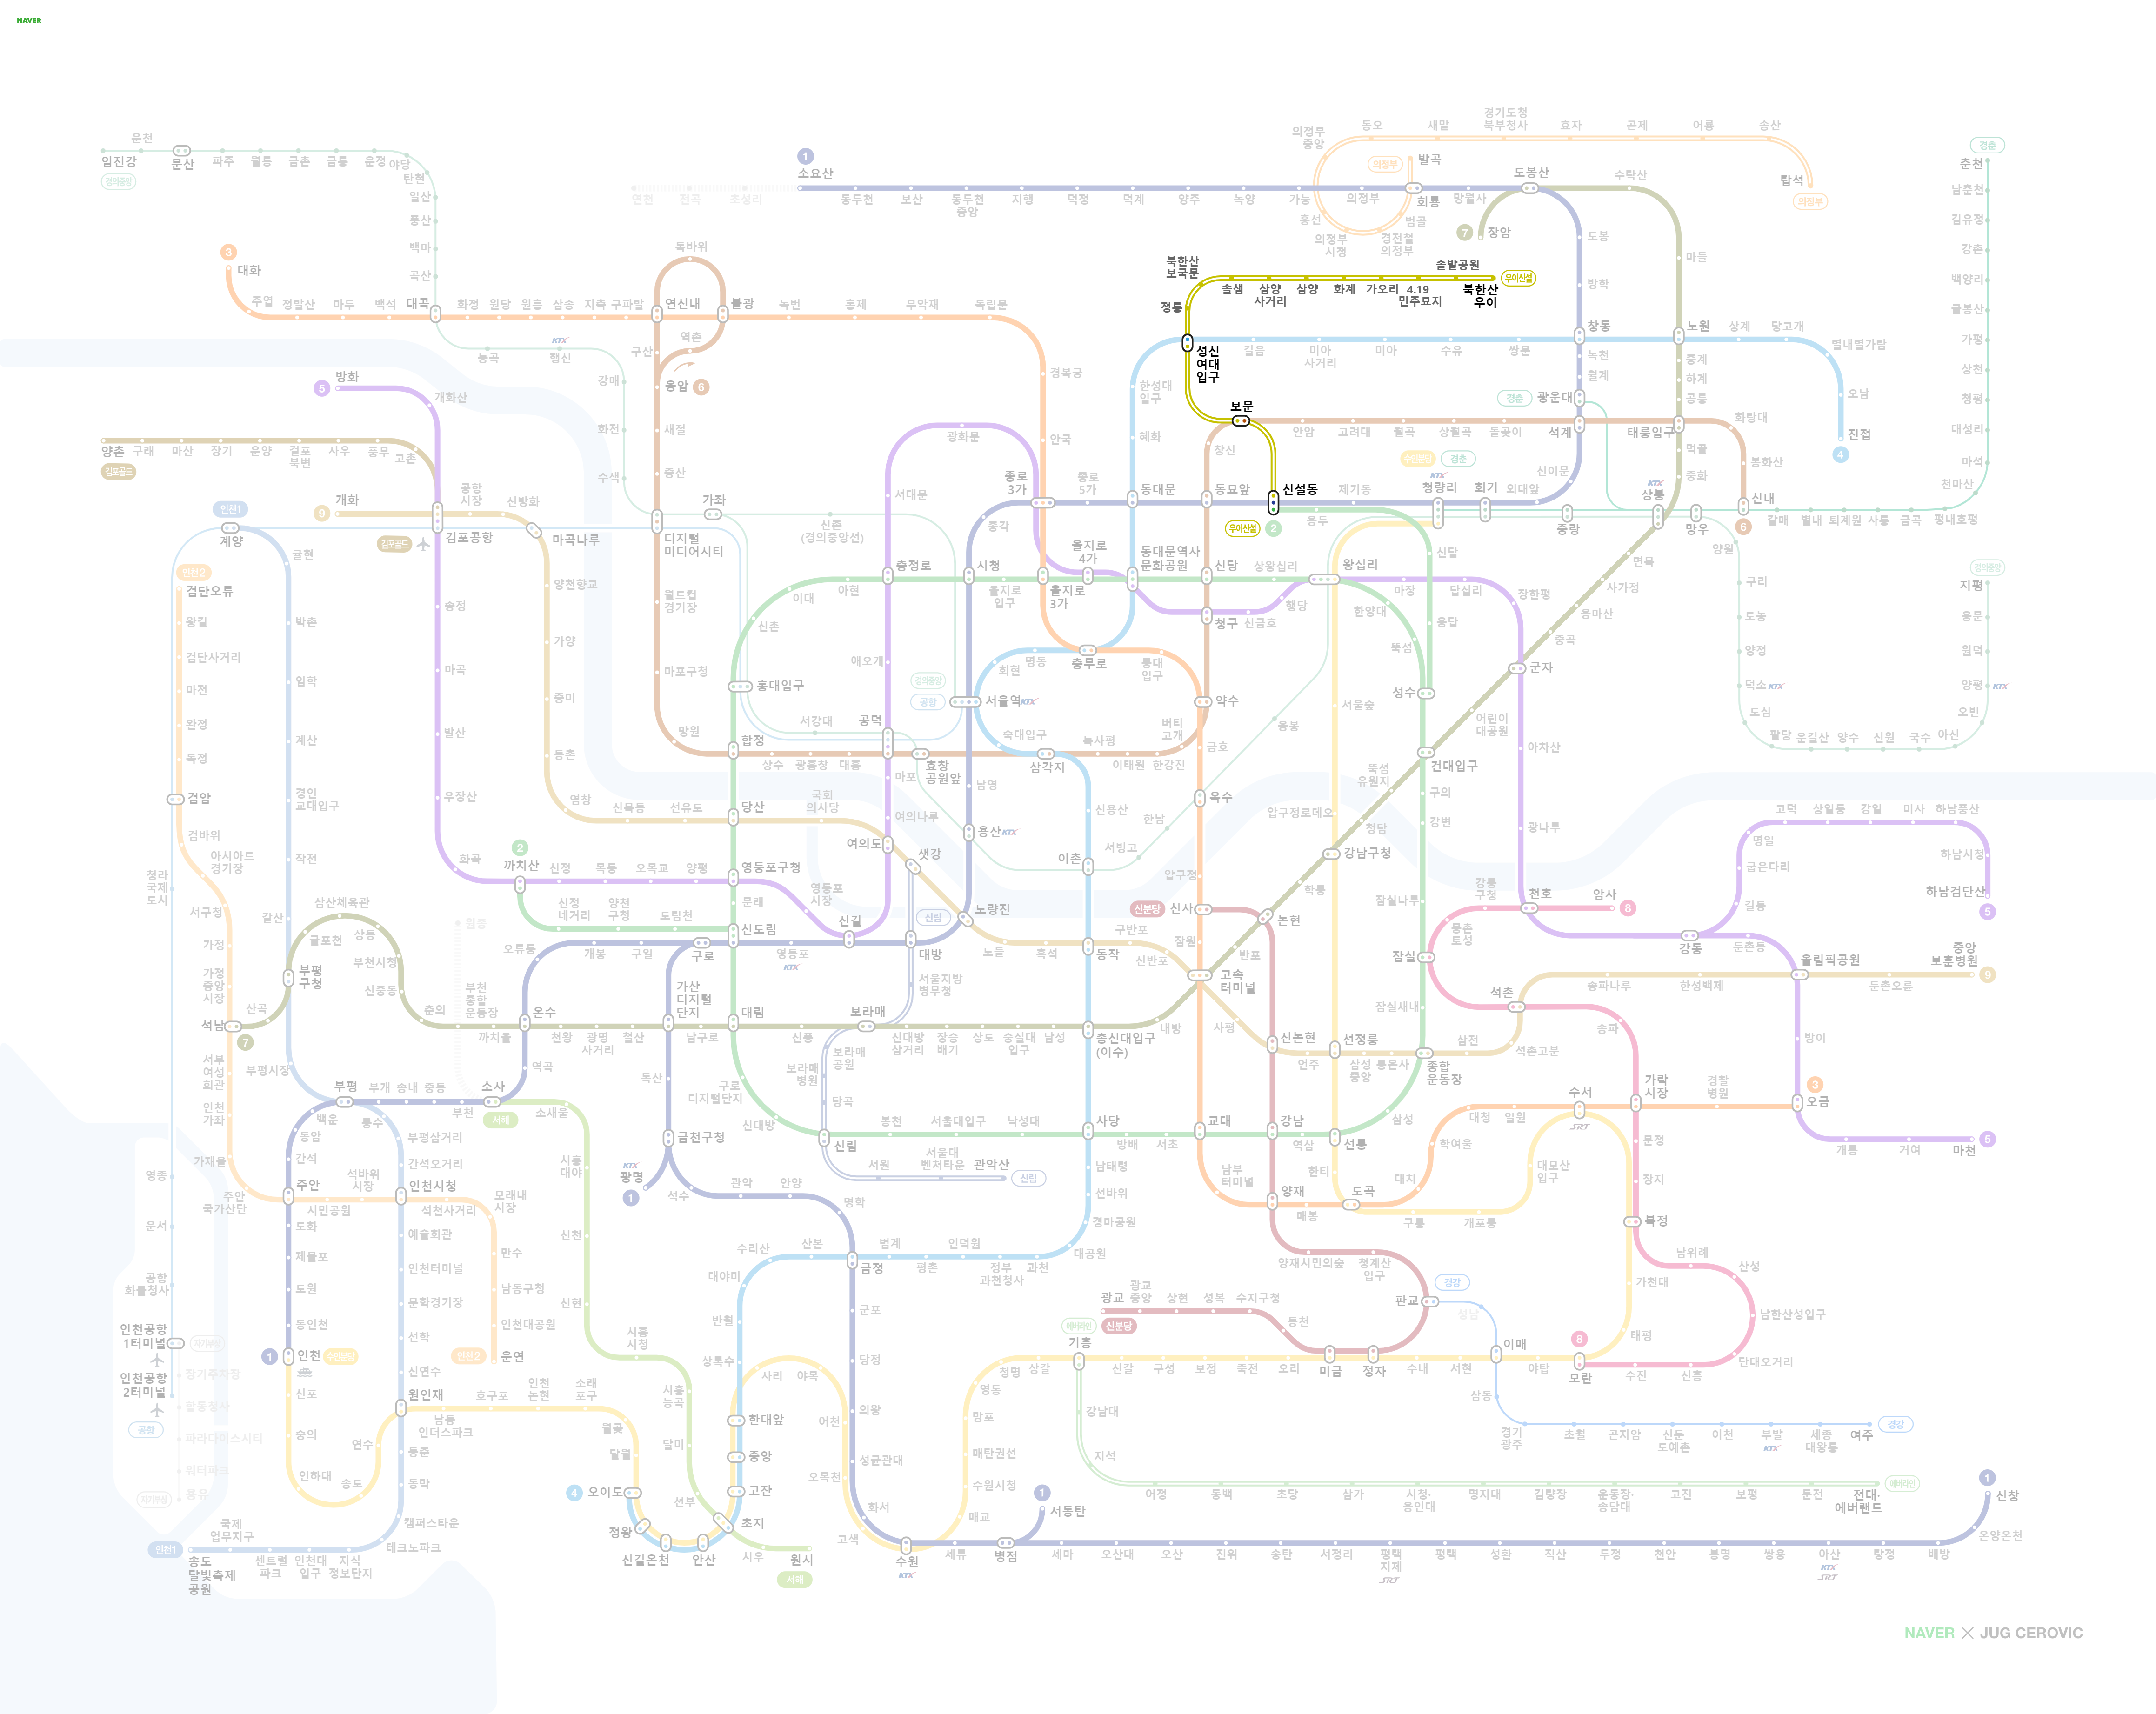 NAVER
운천
임진강
문산
파주
월롱
금촌
금릉
운정
야당
탄현
일산
풍산
백마
곡산
경의중앙
1
소요산
연천
전곡
초성리
동두천
보산
동두천
중앙
지행
덕정
덕계
양주
녹양
가능
의정부
회룡
망월사
도봉산
수락산
의정부
중앙
동오
새말
경기도청
북부청사
효자
곤제
어룡
송산
탑석
의정부
의정부
발곡
범골
경전철
의정부
의정부
시청
흥선
7
장암
경춘
춘천
남춘천
김유정
강촌
백양리
굴봉산
가평
상천
청평
대성리
마석
천마산
평내호평
금곡
사릉
퇴계원
별내
갈매
3
대화
주엽
정발산
마두
백석
대곡
화정
원당
원흥
삼송
지축
구파발
연신내
독바위
불광
녹번
홍제
무악재
독립문
역촌
구산
응암
6
능곡
KTX
행신
강매
화전
수색
새절
증산
북한산
보국문
정릉
솔샘
삼양
사거리
삼양
화계
가오리
4.19
민주묘지
솔밭공원
북한산
우이
우이신설
성신
여대
입구
보문
신설동
우이신설
2
도봉
방학
창동
녹천
월계
광운대
경춘
석계
신이문
외대앞
회기
청량리
KTX
수인분당
경춘
제기동
용두
마들
노원
중계
하계
공릉
태릉입구
먹골
중화
상봉
KTX
상계
당고개
별내별가람
오남
진접
4
길음
미아
사거리
미아
수유
쌍문
한성대
입구
혜화
경복궁
안국
안암
고려대
월곡
상월곡
돌곶이
화랑대
봉화산
신내
6
창신
5
방화
개화산
양촌
구래
마산
장기
운양
걸포
북변
사우
풍무
고촌
김포골드
9
개화
공항
시장
신방화
김포골드
김포공항
마곡나루
인천1
계양
귤현
박촌
임학
계산
경인
교대입구
작전
갈산
부평
구청
부평시장
인천2
검단오류
왕길
검단사거리
마전
완정
독정
검암
검바위
아시아드
경기장
서구청
가정
가정
중앙
시장
석남
7
서부
여성
회관
인천
가좌
가재울
주안
국가산단
청라
국제
도시
영종
운서
공항
화물청사
인천공항
1터미널
인천공항
2터미널
공항
자기부상
장기주차장
합동청사
파라다이스시티
워터파크
용유
자기부상
송정
마곡
발산
우장산
화곡
양천향교
가양
증미
등촌
염창
신목동
선유도
당산
국회
의사당
여의도
샛강
노량진
노들
흑석
동작
구반포
신반포
고속
터미널
사평
신논현
언주
선정릉
삼성
중앙
봉은사
종합
운동장
삼전
석촌고분
석촌
송파나루
한성백제
올림픽공원
둔촌오륜
중앙
보훈병원
9
디지털
미디어시티
월드컵
경기장
마포구청
망원
합정
상수
광흥창
대흥
공덕
효창
공원앞
삼각지
녹사평
이태원
한강진
버티
고개
약수
청구
신당
동묘앞
가좌
신촌
(경의중앙선)
홍대입구
서강대
신촌
이대
아현
충정로
시청
을지로
입구
을지로
3가
을지로
4가
동대문역사
문화공원
상왕십리
왕십리
한양대
뚝섬
성수
신답
용답
건대입구
구의
강변
잠실나루
잠실
잠실새내
삼성
선릉
역삼
강남
교대
서초
방배
사당
낙성대
서울대입구
봉천
신림
신대방
구로
디지털단지
대림
신도림
문래
영등포구청
도림천
양천
구청
신정
네거리
까치산
2
신정
목동
오목교
양평
영등포
시장
신길
여의나루
마포
애오개
서대문
광화문
종로
3가
종각
종로
5가
동대문
신금호
행당
마장
답십리
장한평
군자
아차산
광나루
천호
강동
둔촌동
길동
굽은다리
명일
고덕
상일동
강일
미사
하남풍산
하남시청
하남검단산
5
방이
오금
3
개롱
거여
마천
5
경의중앙
공항
서울역
KTX
회현
명동
충무로
동대
입구
숙대입구
남영
용산
KTX
신용산
이촌
서빙고
한남
응봉
옥수
금호
압구정
신사
신분당
잠원
논현
반포
학동
강남구청
청담
뚝섬
유원지
어린이
대공원
중곡
용마산
사가정
면목
서울숲
압구정로데오
중랑
망우
양원
구리
도농
양정
덕소
KTX
도심
팔당
운길산
양수
신원
국수
아신
오빈
양평
KTX
원덕
용문
지평
경의중앙
강동
구청
암사
8
몽촌
토성
송파
가락
시장
문정
장지
복정
남위례
산성
남한산성입구
단대오거리
신흥
수진
모란
8
경찰
병원
수서
SRT
일원
대청
학여울
대치
도곡
매봉
양재
남부
터미널
한티
구룡
개포동
대모산
입구
가천대
태평
삼산체육관
굴포천
상동
부천시청
신중동
춘의
산곡
원종
부천
종합
운동장
까치울
온수
천왕
광명
사거리
철산
남구로
신풍
보라매
신대방
삼거리
장승
배기
상도
숭실대
입구
남성
총신대입구
(이수)
내방
오류동
개봉
구일
구로
영등포
KTX
대방
신림
서울지방
병무청
보라매
공원
보라매
병원
당곡
서원
서울대
벤처타운
관악산
신림
가산
디지털
단지
독산
금천구청
KTX
광명
1
석수
관악
안양
명학
금정
군포
당정
의왕
성균관대
화서
수원
KTX
세류
병점
서동탄
1
세마
오산대
오산
진위
송탄
서정리
평택
지제
SRT
평택
성환
직산
두정
천안
봉명
쌍용
아산
KTX
SRT
탕정
배방
온양온천
신창
1
역곡
소사
서해
부천
중동
송내
부개
부평
백운
동암
간석
주안
도화
제물포
도원
동인천
인천
1
수인분당
신포
숭의
인하대
송도
연수
원인재
남동
인더스파크
호구포
인천
논현
소래
포구
월곶
달월
오이도
4
정왕
신길온천
안산
초지
고잔
중앙
한대앞
상록수
반월
대야미
수리산
산본
범계
평촌
인덕원
정부
과천청사
과천
대공원
경마공원
선바위
남태령
동수
부평삼거리
간석오거리
인천시청
석바위
시장
시민공원
석천사거리
모래내
시장
만수
남동구청
인천대공원
운연
인천2
예술회관
인천터미널
문학경기장
선학
신연수
동춘
동막
캠퍼스타운
테크노파크
지식
정보단지
인천대
입구
센트럴
파크
국제
업무지구
인천1
송도
달빛축제
공원
소새울
시흥
대야
신천
신현
시흥
시청
시흥
능곡
달미
선부
시우
원시
서해
사리
야목
어천
오목천
고색
매교
수원시청
매탄권선
망포
영통
청명
상갈
기흥
에버라인
신갈
구성
보정
죽전
오리
미금
정자
수내
서현
이매
야탑
신분당
광교
광교
중앙
상현
성복
수지구청
동천
판교
청계산
입구
양재시민의숲
경강
성남
삼동
경기
광주
초월
곤지암
신둔
도예촌
이천
부발
KTX
세종
대왕릉
여주
경강
강남대
지석
어정
동백
초당
삼가
시청·
용인대
명지대
김량장
운동장·
송담대
고진
보평
둔전
전대·
에버랜드
에버라인
NAVER × JUG CEROVIC